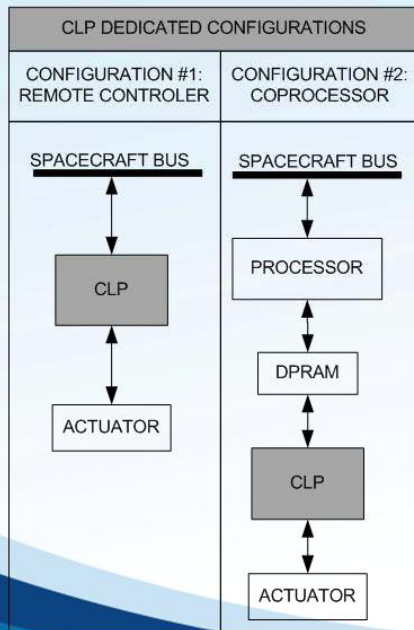 CLP DEDICATED CONFIGURATIONS
CONFIGURATION #1:
REMOTE CONTROLER
SPACECRAFT BUS
CLP
ACTUATOR
CONFIGURATION #2:
COPROCESSOR
SPACECRAFT BUS
PROCESSOR
DPRAM
CLP
ACTUATOR